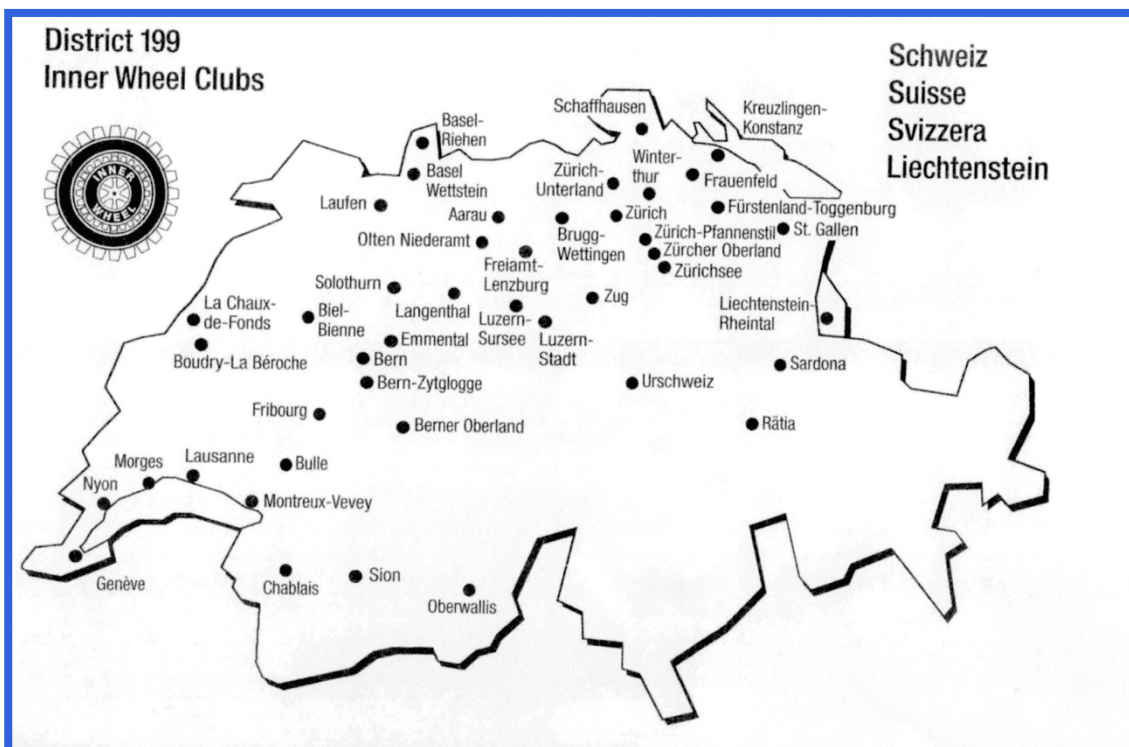 District 199
Inner Wheel Clubs
Schweiz
Suisse
Svizzera
Liechtenstein
INNER
WHEEL
Schaffhausen
Kreuzlingen-
Konstanz
Basel-
Riehen
Basel
Wettstein
Zürich-
Unterland
Winter-
thur
Frauenfeld
Laufen
Aarau
Zürich
Fürstenland-Toggenburg
St. Gallen
Olten Niederamt
Brugg-
Wettingen
Zürich-Pfannenstil
Zürcher Oberland
Zürichsee
Freiamt-
Lenzburg
Solothurn
Langenthal
Zug
Liechtenstein-
Rheintal
La Chaux-
de-Fonds
Biel-
Bienne
Luzern-
Sursee
Luzern-
Stadt
Emmental
Boudry-La Béroche
Bern
Sardona
Bern-Zytglogge
Urschweiz
Fribourg
Berner Oberland
Rätia
Lausanne
Morges
Bulle
Nyon
Montreux-Vevey
Genève
Chablais
Sion
Oberwallis